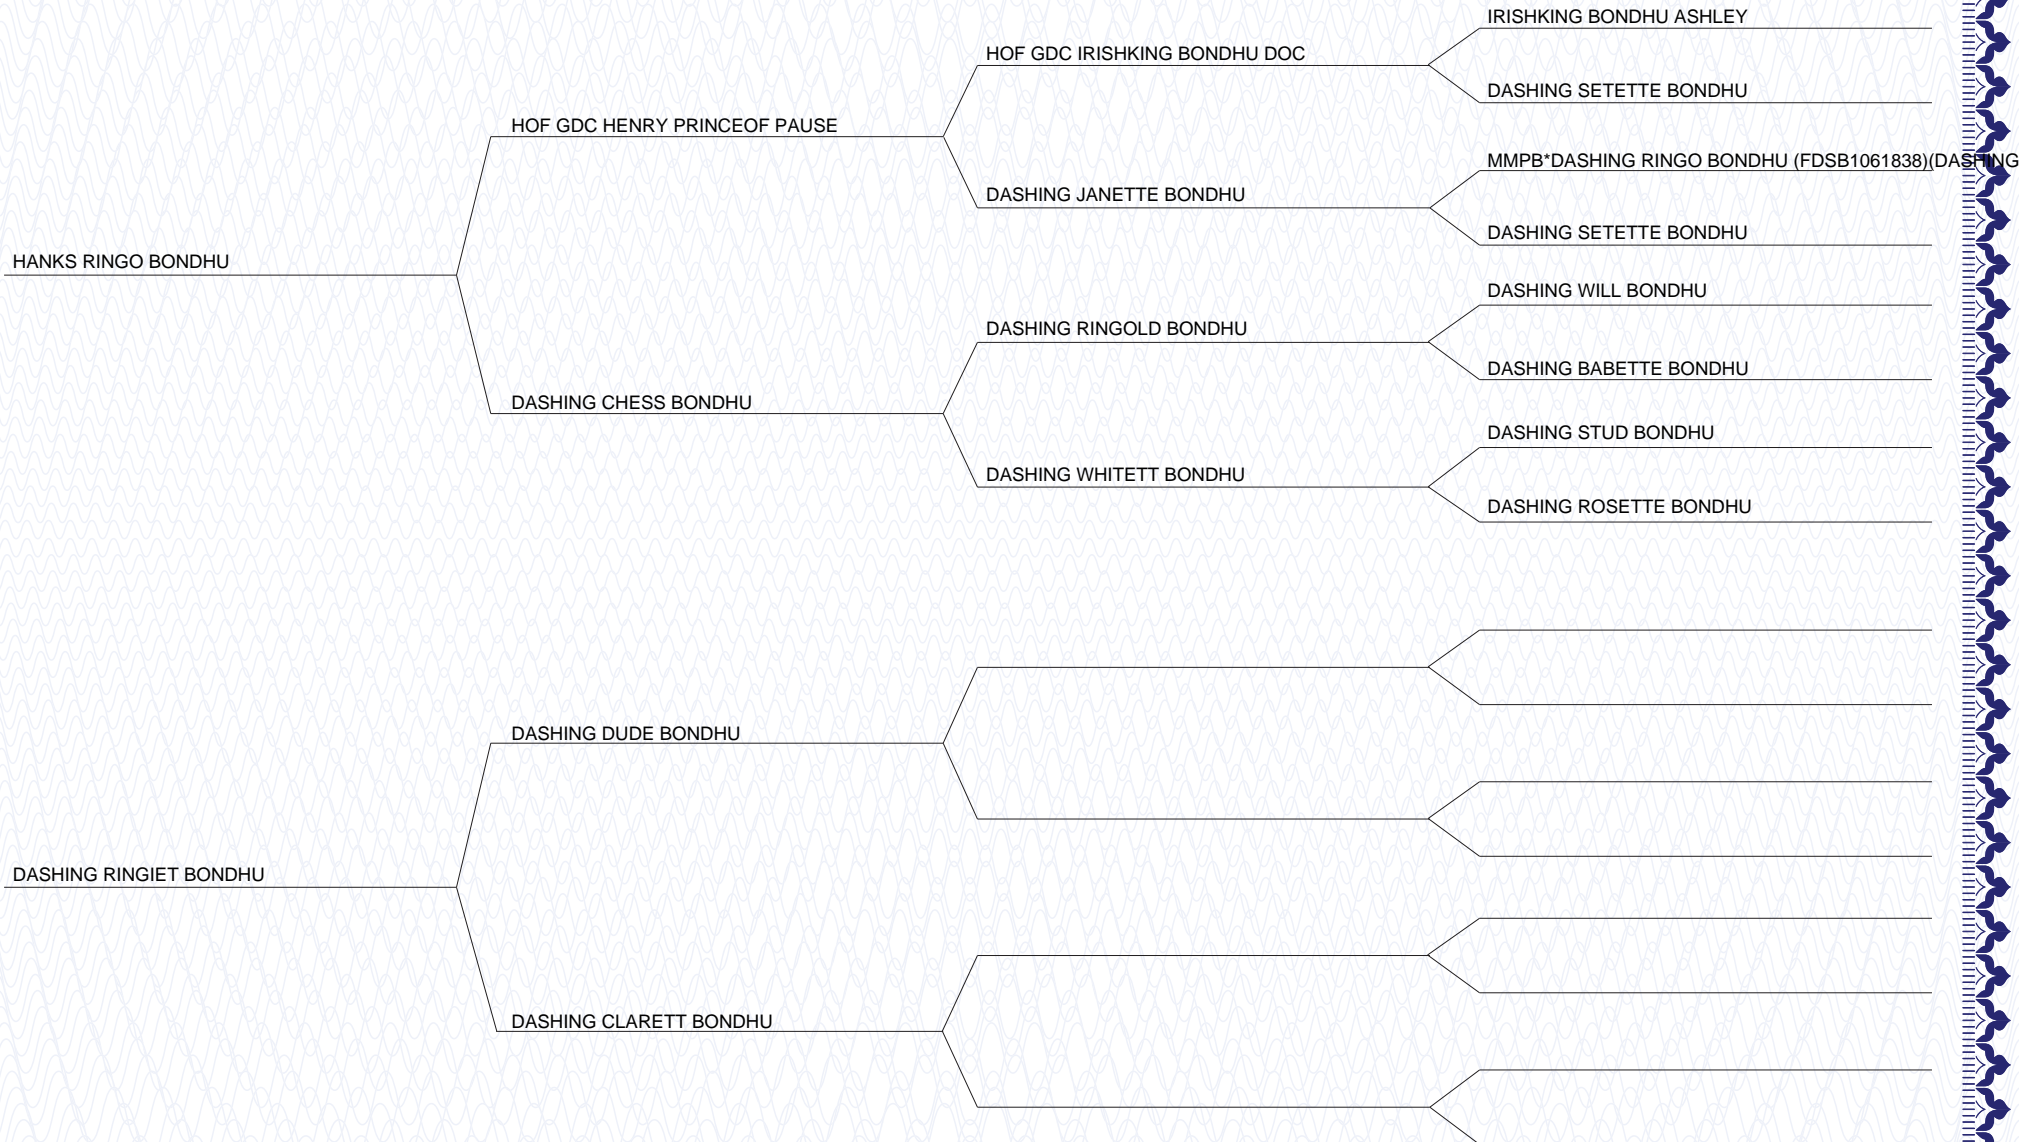 IRISHKING BONDHU ASHLEY
HOF GDC IRISHKING BONDHU DOC
DASHING SETETTE BONDHU
HOF GDC HENRY PRINCEOF PAUSE
MMPB*DASHING RINGO BONDHU (FDSB1061838)(DASHING
DASHING JANETTE BONDHU
DASHING SETETTE BONDHU
HANKS RINGO BONDHU
DASHING WILL BONDHU
DASHING RINGOLD BONDHU
DASHING BABETTE BONDHU
DASHING CHESS BONDHU
DASHING STUD BONDHU
DASHING WHITETT BONDHU
DASHING ROSETTE BONDHU
DASHING DUDE BONDHU
DASHING RINGIET BONDHU
DASHING CLARETT BONDHU